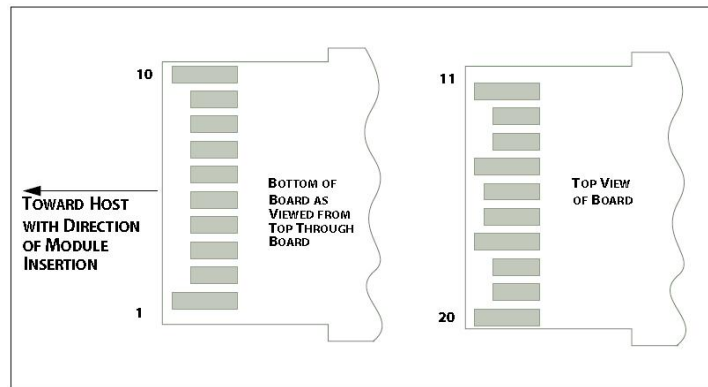 10
BOTTOM OF
BOARD AS
VIEWED FROM
TOP THROUGH
BOARD
TOWARD HOST
WITH DIRECTION
OF MODULE
INSERTION
1
11
TOP VIEW
OF BOARD
20